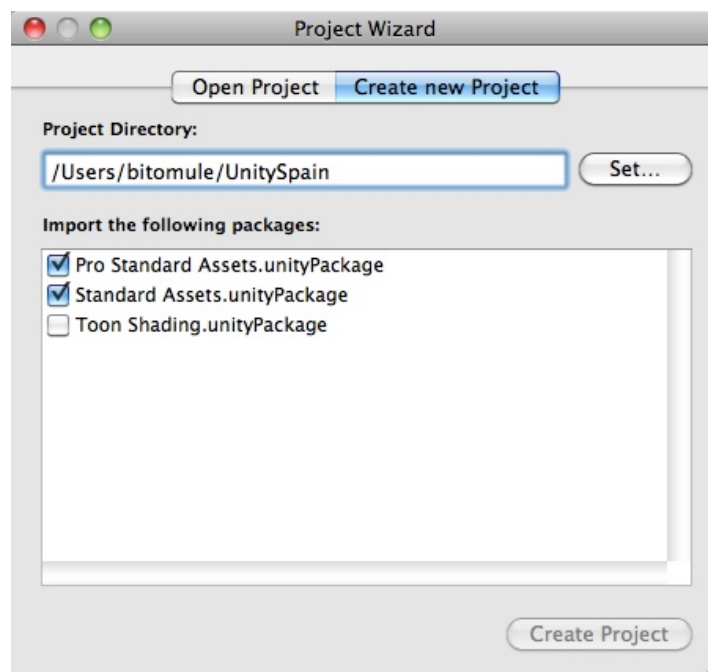 Project Wizard
Open Project Create new Project
Project Directory:
/Users/bitomule/UnitySpain Set...
Import the following packages:
Pro Standard Assets.unityPackage
Standard Assets.unityPackage
Toon Shading.unityPackage
Create Project